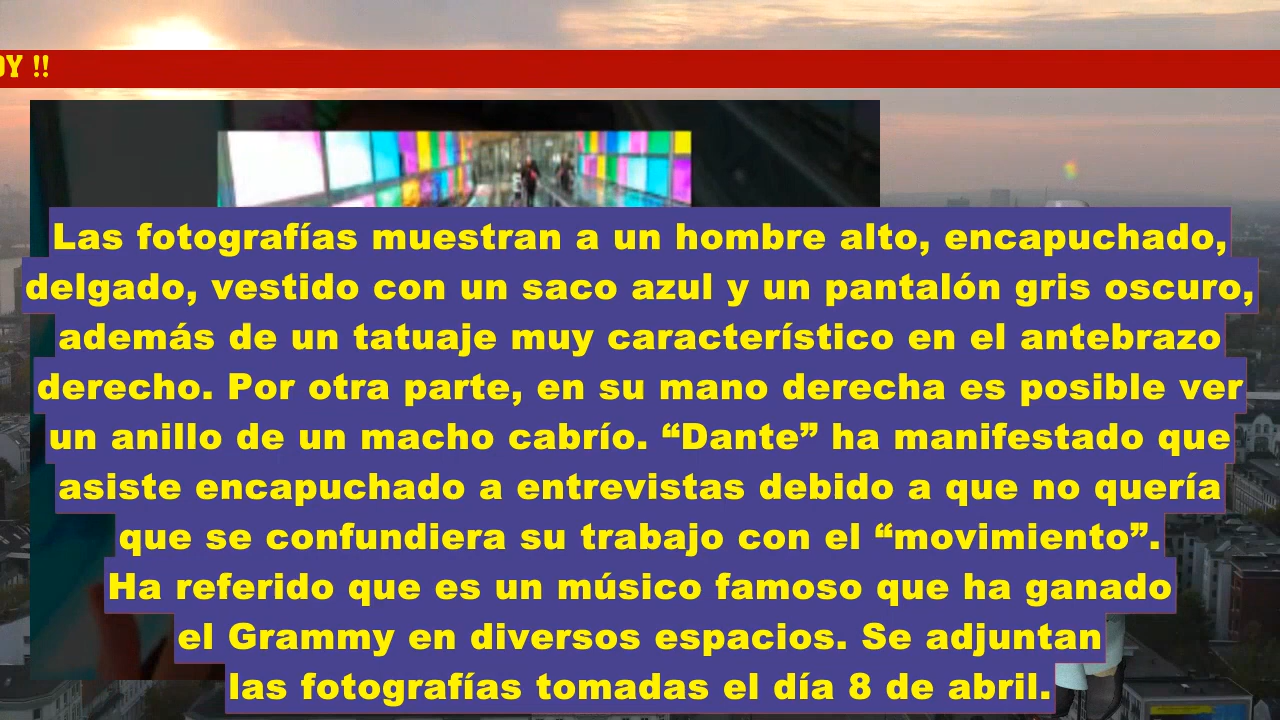 !!
Las fotografías muestran a un hombre alto, encapuchado,
delgado, vestido con un saco azul y un pantalón gris oscuro,
además de un tatuaje muy característico en el antebrazo
derecho. Por otra parte, en su mano derecha es posible ver
un anillo de un macho cabrío. “Dante” ha manifestado que
asiste encapuchado a entrevistas debido a que no quería
que se confundiera su trabajo con el “movimiento”.
Ha referido que es un músico famoso que ha ganado
el Grammy en diversos espacios. Se adjuntan
las fotografías tomadas el día 8 de abril.